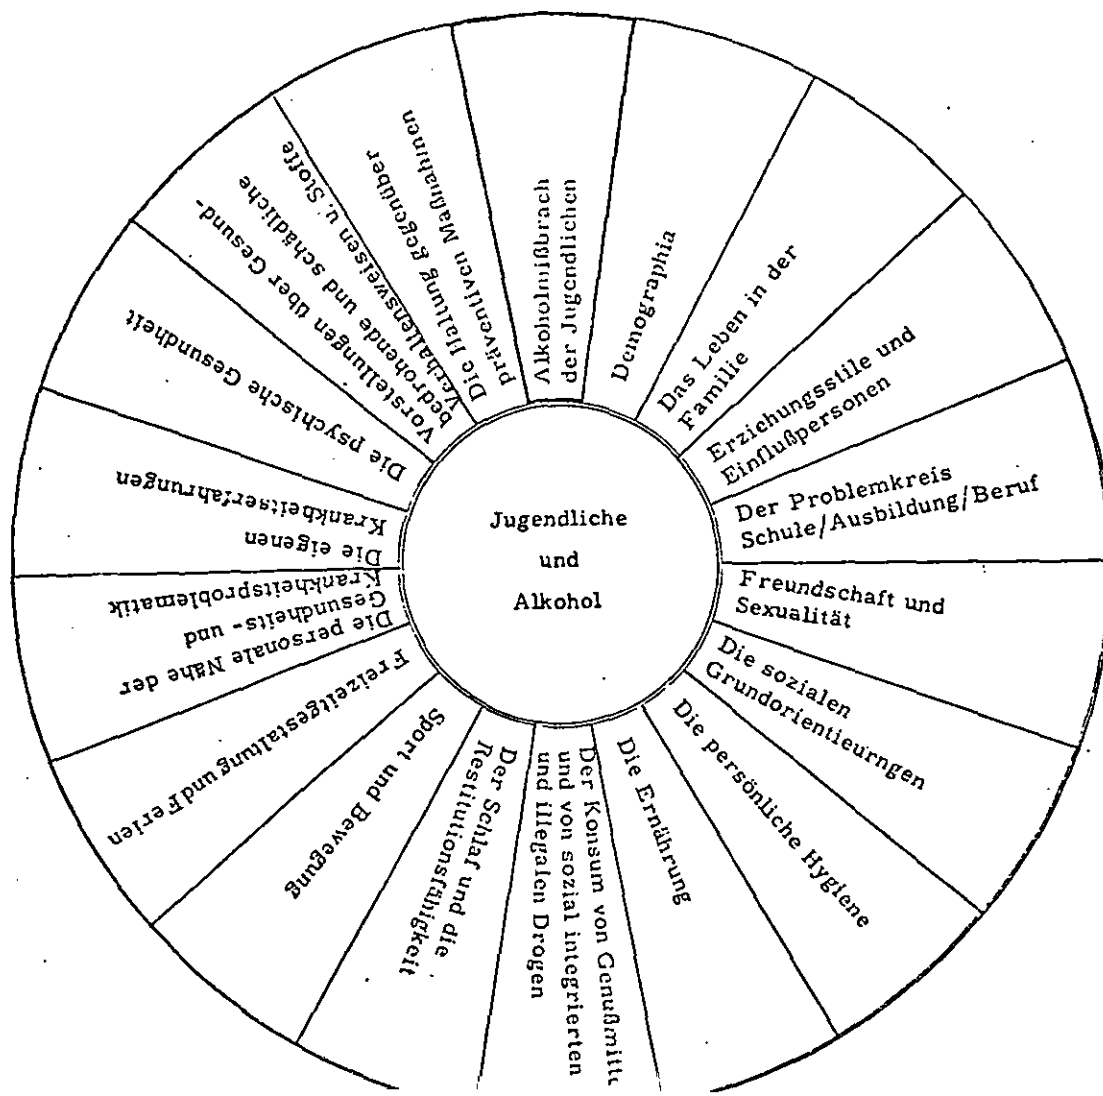 Jugendliche
und
Alkohol
Alkoholmißbrach
der Jugendlichen
Demographia
Das Leben in der
Familie
Erziehungsstile und
Einflußpersonen
Der Problemkreis
Schule/Ausbildung/Beruf
Freundschaft und
Sexualität
Die sozialen
Grundorientieurngen
Die persönliche Hygiene
Die Ernährung
Der Konsum von Genußmitte
und von sozial integrierten
und illegalen Drogen
Der Schlaf und die
Restitutionsfähigkeit
Sport und Bewegung
Freizeitgestaltung und Ferien
Die personale Nähe der
Gesundheits- und
Krankheitsproblematik
Die eigenen
Krankheitserfahrungen
Die psychische Gesundheit
Vorstellungen über Gesund-
bedrohende und schädliche
Verhaltensweisen u. Stoffe
Die Haltung gegenüber
präventiven Maßnahmen